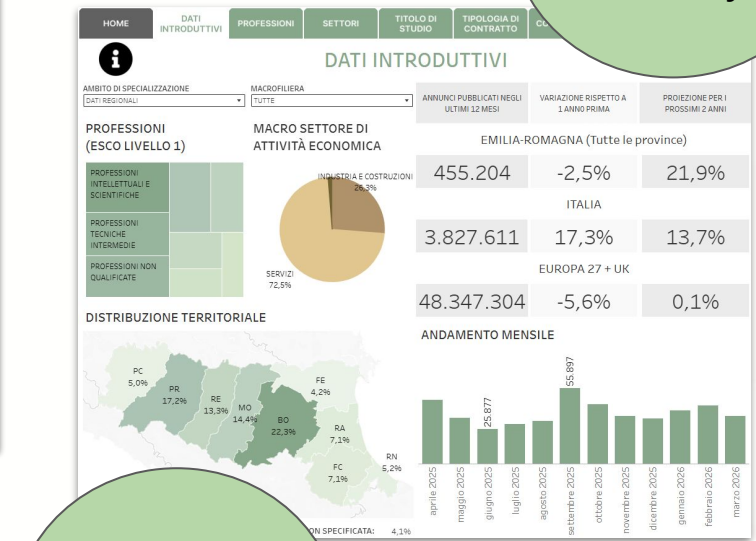 HOME
DATI
INTRODUTTIVI
PROFESSIONI
SETTORI
TITOLO DI
STUDIO
TIPOLOGIA DI
CONTRATTO
DATI INTRODUTTIVI
AMBITO DI SPECIALIZZAZIONE
DATI REGIONALI
MACROFILIERA
TUTTE
ANNUNCI PUBBLICATI NEGLI
ULTIMI 12 MESI
VARIAZIONE RISPETTO A
1 ANNO PRIMA
PROIEZIONE PER I
PROSSIMI 2 ANNI
PROFESSIONI
(ESCO LIVELLO 1)
PROFESSIONI
INTELLETTUALI E
SCIENTIFICHE
PROFESSIONI
TECNICHE
INTERMEDIE
PROFESSIONI NON
QUALIFICATE
MACRO SETTORE DI
ATTIVITÀ ECONOMICA
INDUSTRIA E COSTRUZIONI
26,3%
SERVIZI
72,5%
EMILIA-ROMAGNA (Tutte le province)
455.204 -2,5% 21,9%
ITALIA
3.827.611 17,3% 13,7%
EUROPA 27 + UK
48.347.304 -5,6% 0,1%
DISTRIBUZIONE TERRITORIALE
PC
5,0%
PR
17,2%
RE
13,3%
MO
14,4%
BO
22,3%
FE
4,2%
RA
7,1%
FC
7,1%
RN
5,2%
ON SPECIFICATA: 4,1%
ANDAMENTO MENSILE
25.877
55.897
aprile 2025
maggio 2025
giugno 2025
luglio 2025
agosto 2025
settembre 2025
ottobre 2025
novembre 2025
dicembre 2025
gennaio 2026
febbraio 2026
marzo 2026